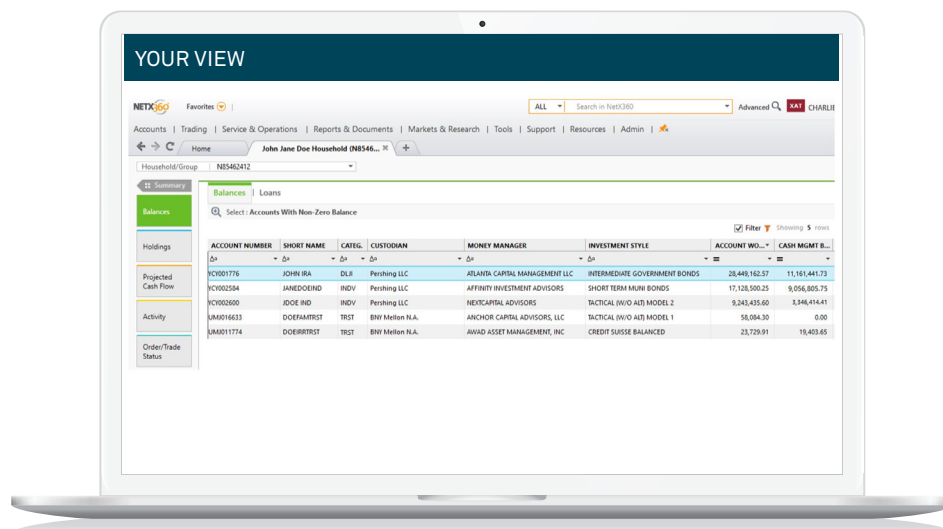 YOUR VIEW
NETX360 Favorites | ALL Search in NetX360 Advanced XAT CHARLIE
Accounts | Trading | Service & Operations | Reports & Documents | Markets & Research | Tools | Support | Resources | Admin |
Home John Jane Doe Household (N8546... × +
Household/Group N85462412
Summary Balances | Loans
Balances Select : Accounts With Non-Zero Balance
Filter Showing 5 rows
Holdings ACCOUNT NUMBER SHORT NAME CATEG. CUSTODIAN MONEY MANAGER INVESTMENT STYLE ACCOUNT WO... CASH MGMT B...
Projected Cash Flow YCY001776 JOHN IRA DLJI Pershing LLC ATLANTA CAPITAL MANAGEMENT LLC INTERMEDIATE GOVERNMENT BONDS 28,449,162.57 11,161,441.73
YCY002584 JANEDOEIND INDV Pershing LLC AFFINITY INVESTMENT ADVISORS SHORT TERM MUNI BONDS 17,128,500.25 9,056,805.75
YCY002600 JDOE IND INDV Pershing LLC NEXTCAPITAL ADVISORS TACTICAL (W/O ALT) MODEL 2 9,243,435.60 3,346,414.41
Activity UMJ016633 DOEFAMTRST TRST BNY Mellon N.A. ANCHOR CAPITAL ADVISORS, LLC TACTICAL (W/O ALT) MODEL 1 58,084.30 0.00
UMJ011774 DOEIRRTRST TRST BNY Mellon N.A. AWAD ASSET MANAGEMENT, INC CREDIT SUISSE BALANCED 23,729.91 19,403.65
Order/Trade Status